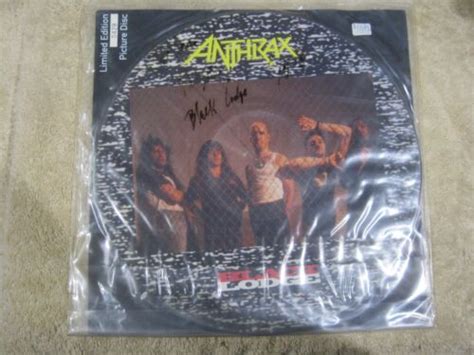 Limited Edition
Picture Disc
ANTHRAX
Black Lodge
BLACK
LODGE